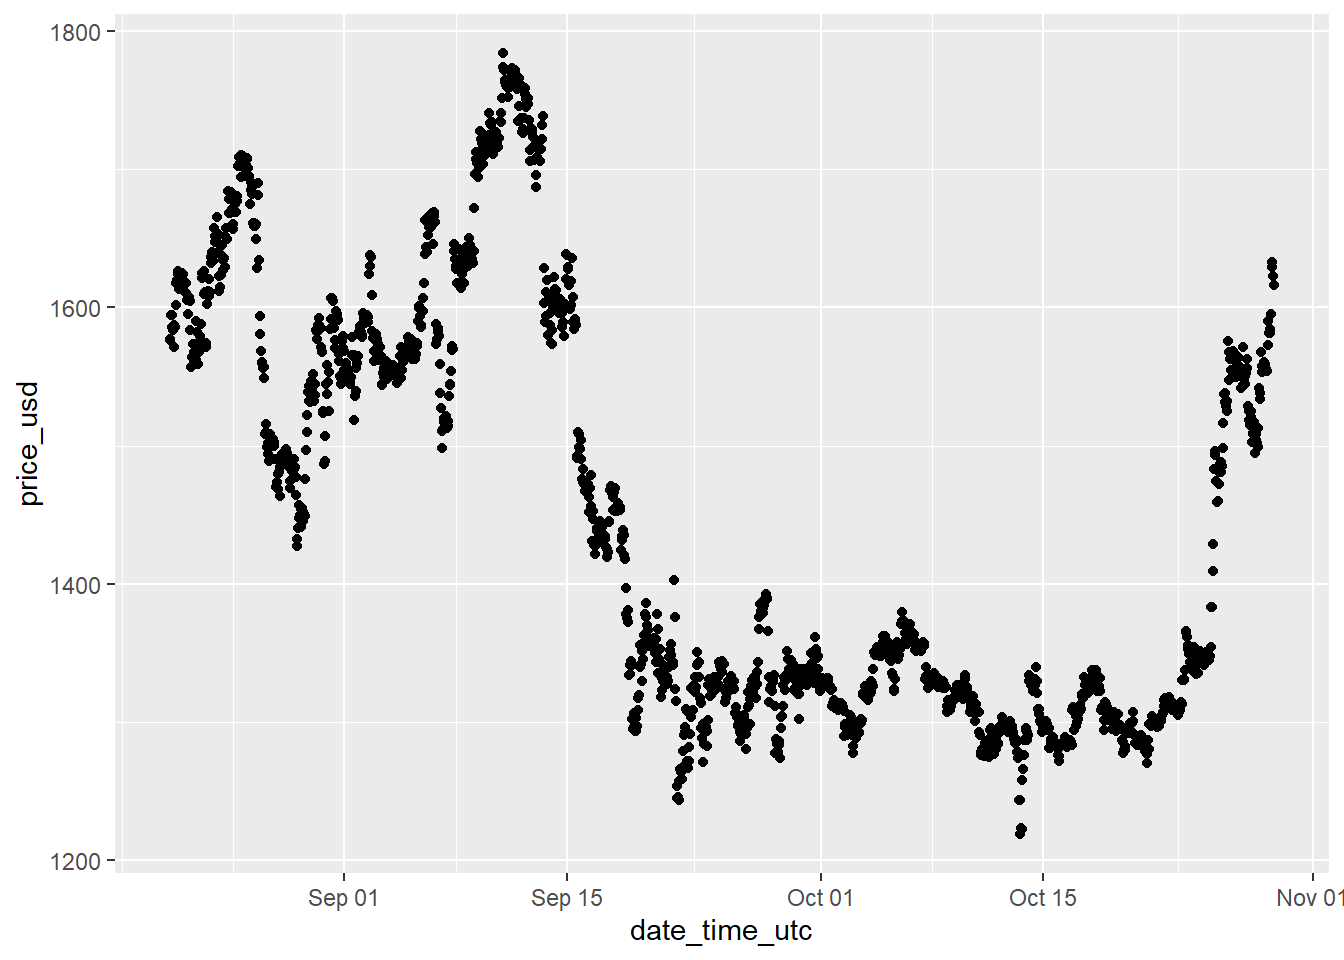 1800
1600
1400
1200
price_usd
Sep 01
Sep 15
Oct 01
Oct 15
Nov 01
date_time_utc